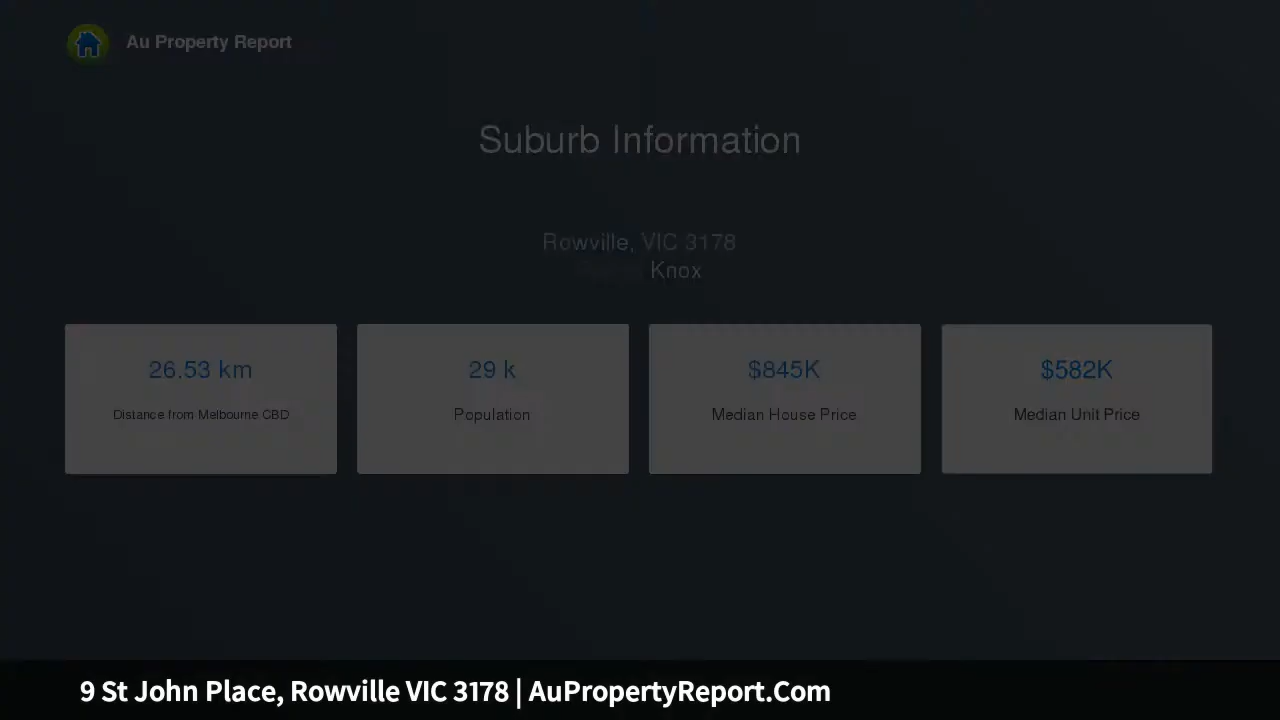 Au Property Report
Suburb Information
Rowville, VIC 3178
Knox
26.53 km
Distance from Melbourne CBD
29 k
Population
$845K
Median House Price
$582K
Median Unit Price
9 St John Place, Rowville VIC 3178 | AuPropertyReport.Com